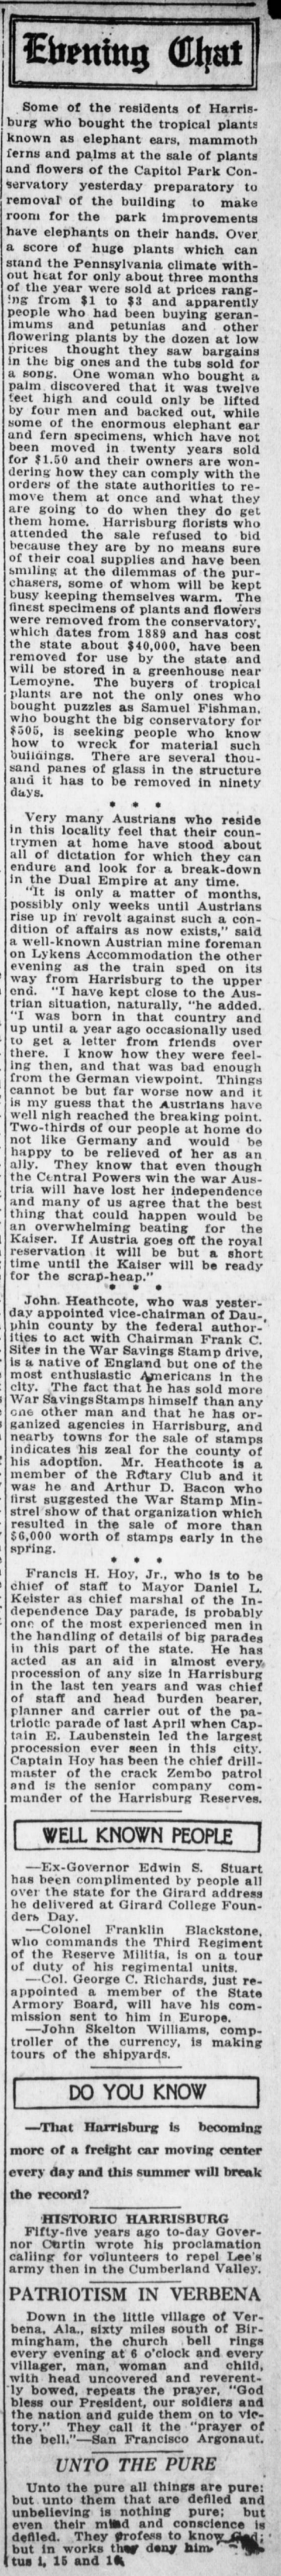 Evening Chat
Some of the residents of Harris-
burg who bought the tropical plants
known as elephant ears, mammoth
ferns and palms at the sale of plants
and flowers of the Capitol Park Con-
servatory yesterday preparatory to
removal of the building to make
room for the park improvements
have elephants on their hands. Over
a score of huge plants which can
stand the Pennsylvania climate with-
out heat for only about three months
of the year were sold at prices rang-
ing from $1 to $3 and apparently
people who had been buying geran-
imums and petunias and other
flowering plants by the dozen at low
prices thought they saw bargains
in the big ones and the tubs sold for
a song. One woman who bought a
palm discovered that it was twelve
feet high and could only be lifted
by four men and backed out, while
some of the enormous elephant ear
and fern specimens, which have not
been moved in twenty years sold
for $1.50 and their owners are won-
dering how they can comply with the
orders of the state authorities to re-
move them at once and what they
are going to do when they do get
them home. Harrisburg florists who
attended the sale refused to bid
because they are by no means sure
of their coal supplies and have been
smiling at the dilemmas of the pur-
chasers, some of whom will be kept
busy keeping themselves warm. The
finest specimens of plants and flowers
were removed from the conservatory,
which dates from 1889 and has cost
the state about $40,000, have been
removed for use by the state and
will be stored in a greenhouse near
Lemoyne. The buyers of tropical
plants are not the only ones who
bought puzzles as Samuel Fishman,
who bought the big conservatory for
$505, is seeking people who know
how to wreck for material such
buildings. There are several thou-
sand panes of glass in the structure
and it has to be removed in ninety
days.
* * *
Very many Austrians who reside
in this locality feel that their coun-
trymen at home have stood about
all of dictation for which they can
endure and look for a break-down
in the Dual Empire at any time.
"It is only a matter of months,
possibly only weeks until Austrians
rise up in revolt against such a con-
dition of affairs as now exists," said
a well-known Austrian mine foreman
on Lykens Accommodation the other
evening as the train sped on its
way from Harrisburg to the upper
end. "I have kept close to the Aus-
trian situation, naturally, "he added.
"I was born in that country and
up until a year ago occasionally used
to get a letter from friends over
there. I know how they were feel-
ing then, and that was bad enough
from the German viewpoint. Things
cannot be but far worse now and it
is my guess that the Austrians have
well nigh reached the breaking point.
Two-thirds of our people at home do
not like Germany and would be
happy to be relieved of her as an
ally. They know that even though
the Central Powers win the war Aus-
tria will have lost her independence
and many of us agree that the best
thing that could happen would be
an overwhelming beating for the
Kaiser. If Austria goes off the royal
reservation it will be but a short
time until the Kaiser will be ready
for the scrap-heap."
* * *
John Heathcote, who was yester-
day appointed vice-chairman of Dau-
phin county by the federal author-
ities to act with Chairman Frank C.
Sites in the War Savings Stamp drive,
is a native of England but one of the
most enthusiastic Americans in the
city. The fact that he has sold more
War Savings Stamps himself than any
one other man and that he has or-
ganized agencies in Harrisburg, and
nearby towns for the sale of stamps
indicates his zeal for the county of
his adoption. Mr. Heathcote is a
member of the Rotary Club and it
was he and Arthur D. Bacon who
first suggested the War Stamp Min-
strel show of that organization which
resulted in the sale of more than
$6,000 worth of stamps early in the
spring.
* * *
Francis H. Hoy, Jr., who is to be
chief of staff to Mayor Daniel L.
Keister as chief marshal of the In-
dependence Day parade, is probably
one of the most experienced men in
the handling of details of big parades
in this part of the state. He has
acted as an aid in almost every
procession of any size in Harrisburg
in the last ten years and was chief
of staff and head burden bearer,
planner and carrier out of the pa-
triotic parade of last April when Cap-
tain E. Laubenstein led the largest
procession ever seen in this city.
Captain Hoy has been the chief drill-
master of the crack Zembo patrol
and is the senior company com-
mander of the Harrisburg Reserves.
WELL KNOWN PEOPLE
—Ex-Governor Edwin S. Stuart
has been complimented by people all
over the state for the Girard address
he delivered at Girard College Foun-
ders Day.
—Colonel Franklin Blackstone,
who commands the Third Regiment
of the Reserve Militia, is on a tour
of duty of his regimental units.
—Col. George C. Richards, just re-
appointed a member of the State
Armory Board, will have his com-
mission sent to him in Europe.
—John Skelton Williams, comp-
troller of the currency, is making
tours of the shipyards.
DO YOU KNOW
—That Harrisburg is becoming
more of a freight car moving center
every day and this summer will break
the record?
HISTORIC HARRISBURG
Fifty-five years ago to-day Gover-
nor Curtin wrote his proclamation
calling for volunteers to repel Lee's
army then in the Cumberland Valley.
PATRIOTISM IN VERBENA
Down in the little village of Ver-
bena, Ala., sixty miles south of Bir-
mingham, the church bell rings
every evening at 6 o'clock and every
villager, man, woman and child,
with head uncovered and reverent-
ly bowed, repeats the prayer, "God
bless our President, our soldiers and
the nation and guide them on to vic-
tory." They call it the "prayer of
the bell."—San Francisco Argonaut.
UNTO THE PURE
Unto the pure all things are pure:
but unto them that are defiled and
unbelieving is nothing pure; but
even their mind and conscience is
defiled. They profess to know God;
but in works they deny him.
tus i, 15 and 16.